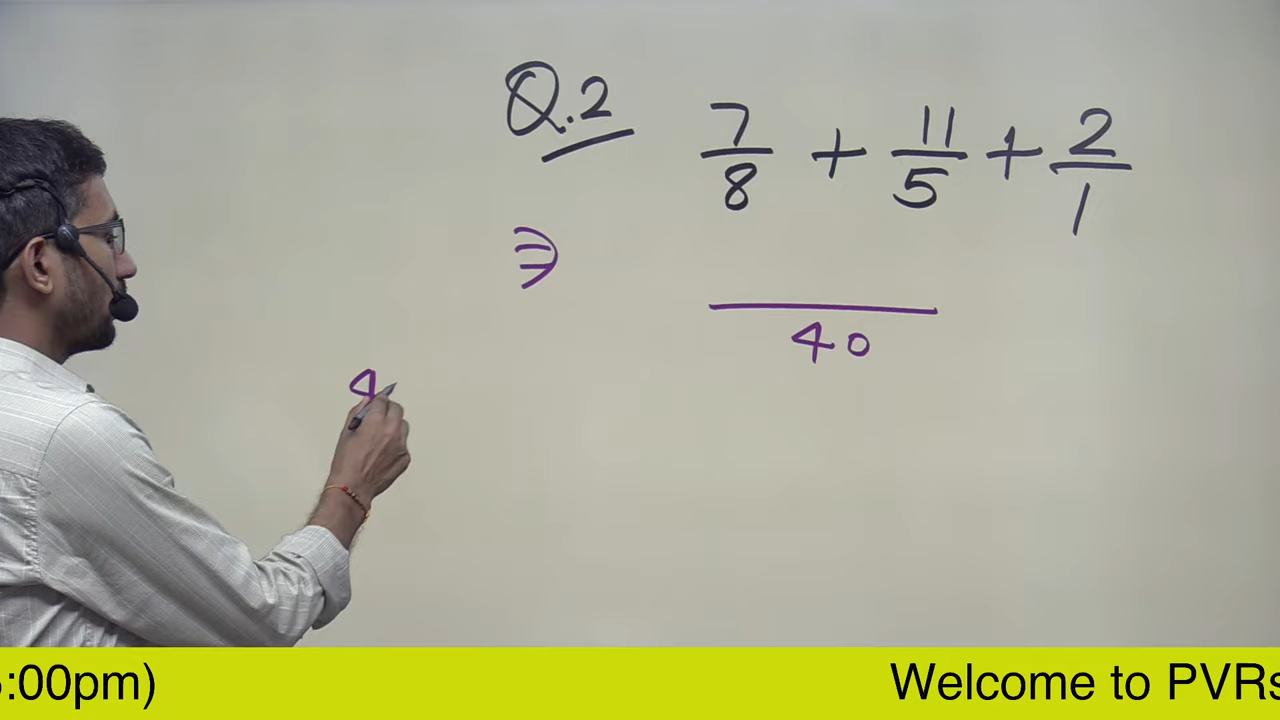 Q.2 7/8 + 11/5 + 2/1
⇒
40
4
:00pm) Welcome to PVRs